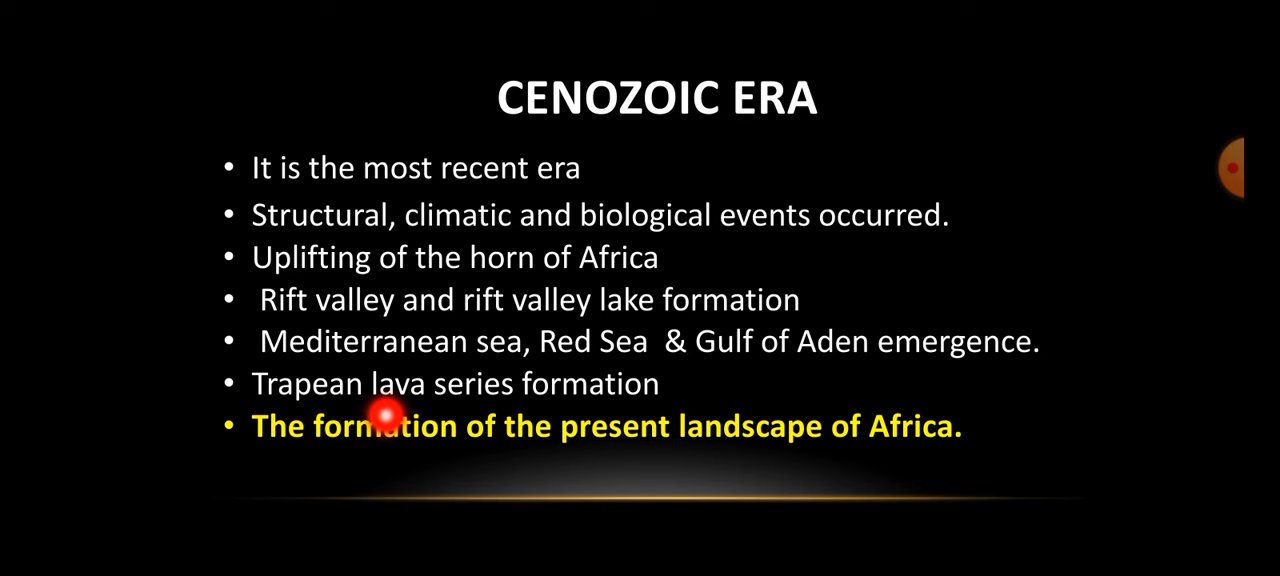 CENOZOIC ERA
• It is the most recent era
• Structural, climatic and biological events occurred.
• Uplifting of the horn of Africa
• Rift valley and rift valley lake formation
• Mediterranean sea, Red Sea & Gulf of Aden emergence.
• Trapean lava series formation
• The formation of the present landscape of Africa.